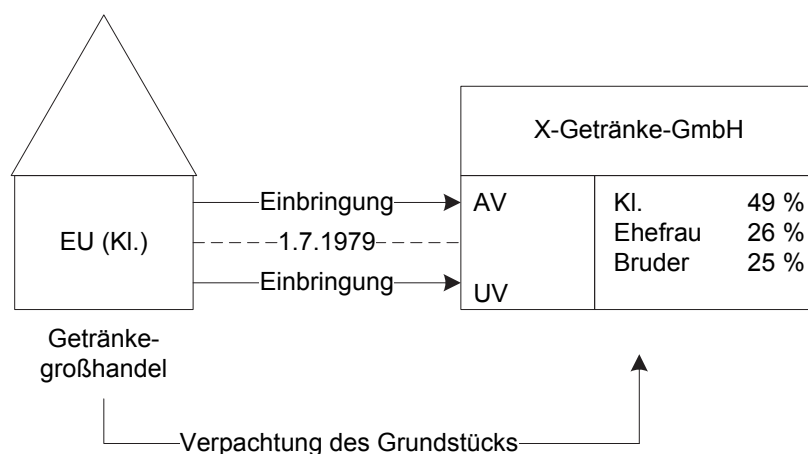 X-Getränke-GmbH
Einbringung
AV
Kl. 49 %
EU (Kl.)
1.7.1979
Ehefrau 26 %
Bruder 25 %
Einbringung
UV
Getränke-
großhandel
Verpachtung des Grundstücks